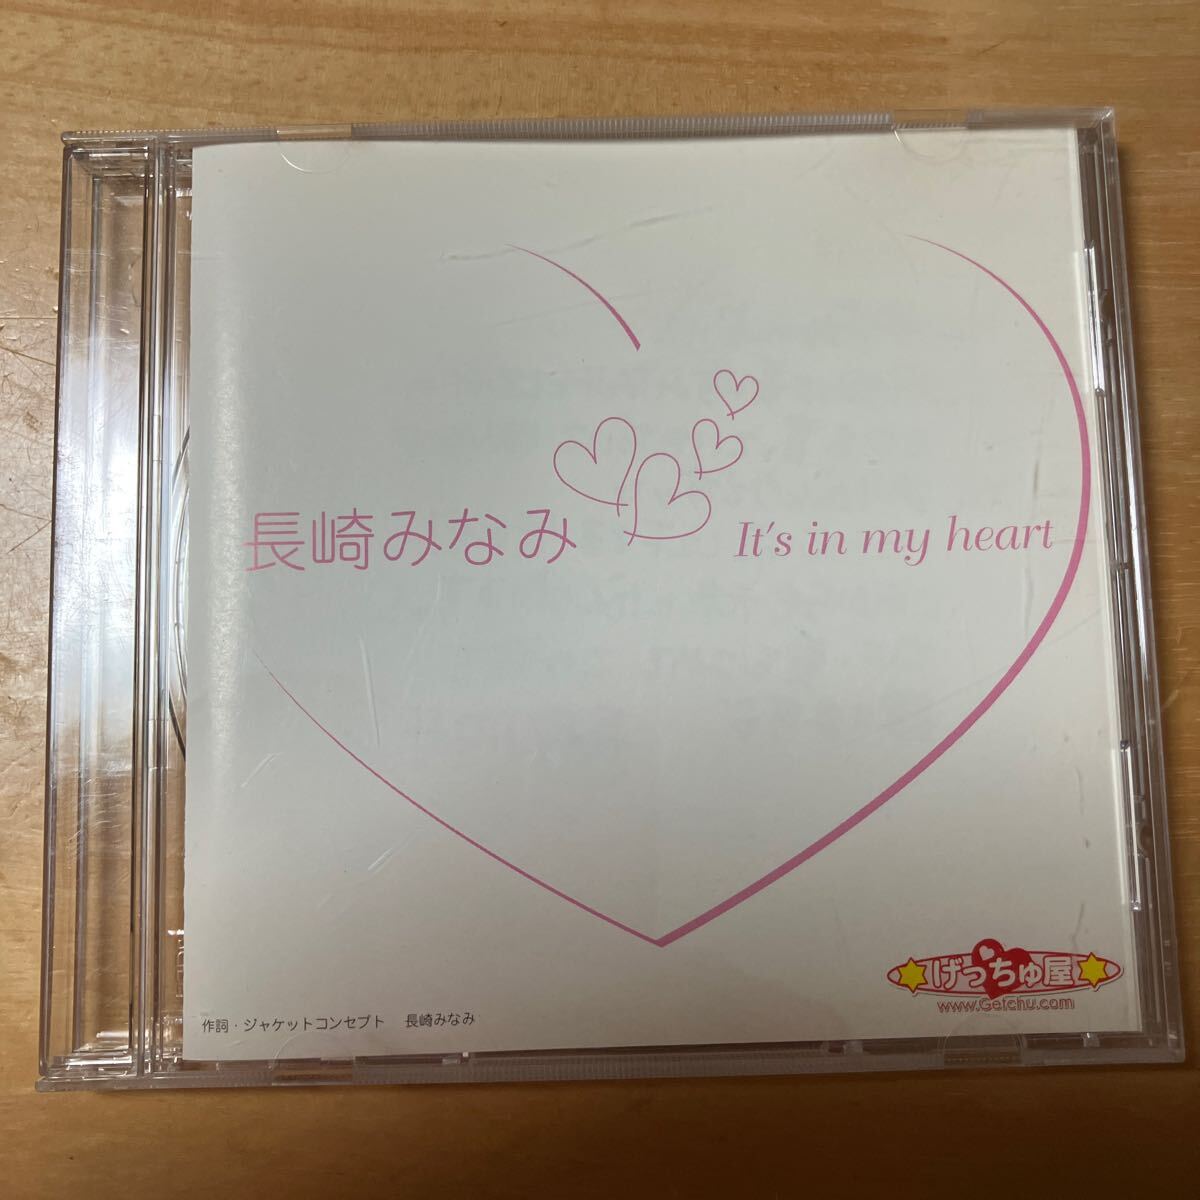 長崎みなみ
It's in my heart
げっちゅ屋
www.Getchu.com
作詞・ジャケットコンセプト 長崎みなみ